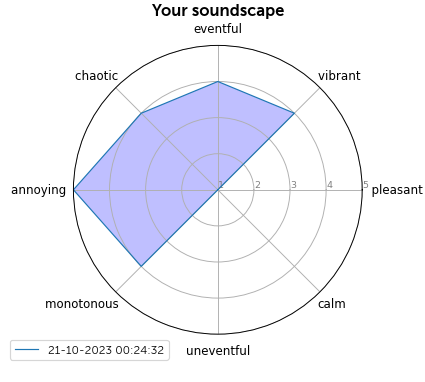 Your soundscape
eventful
chaotic
vibrant
annoying
1
2
3
4
5
pleasant
monotonous
calm
21-10-2023 00:24:32
uneventful